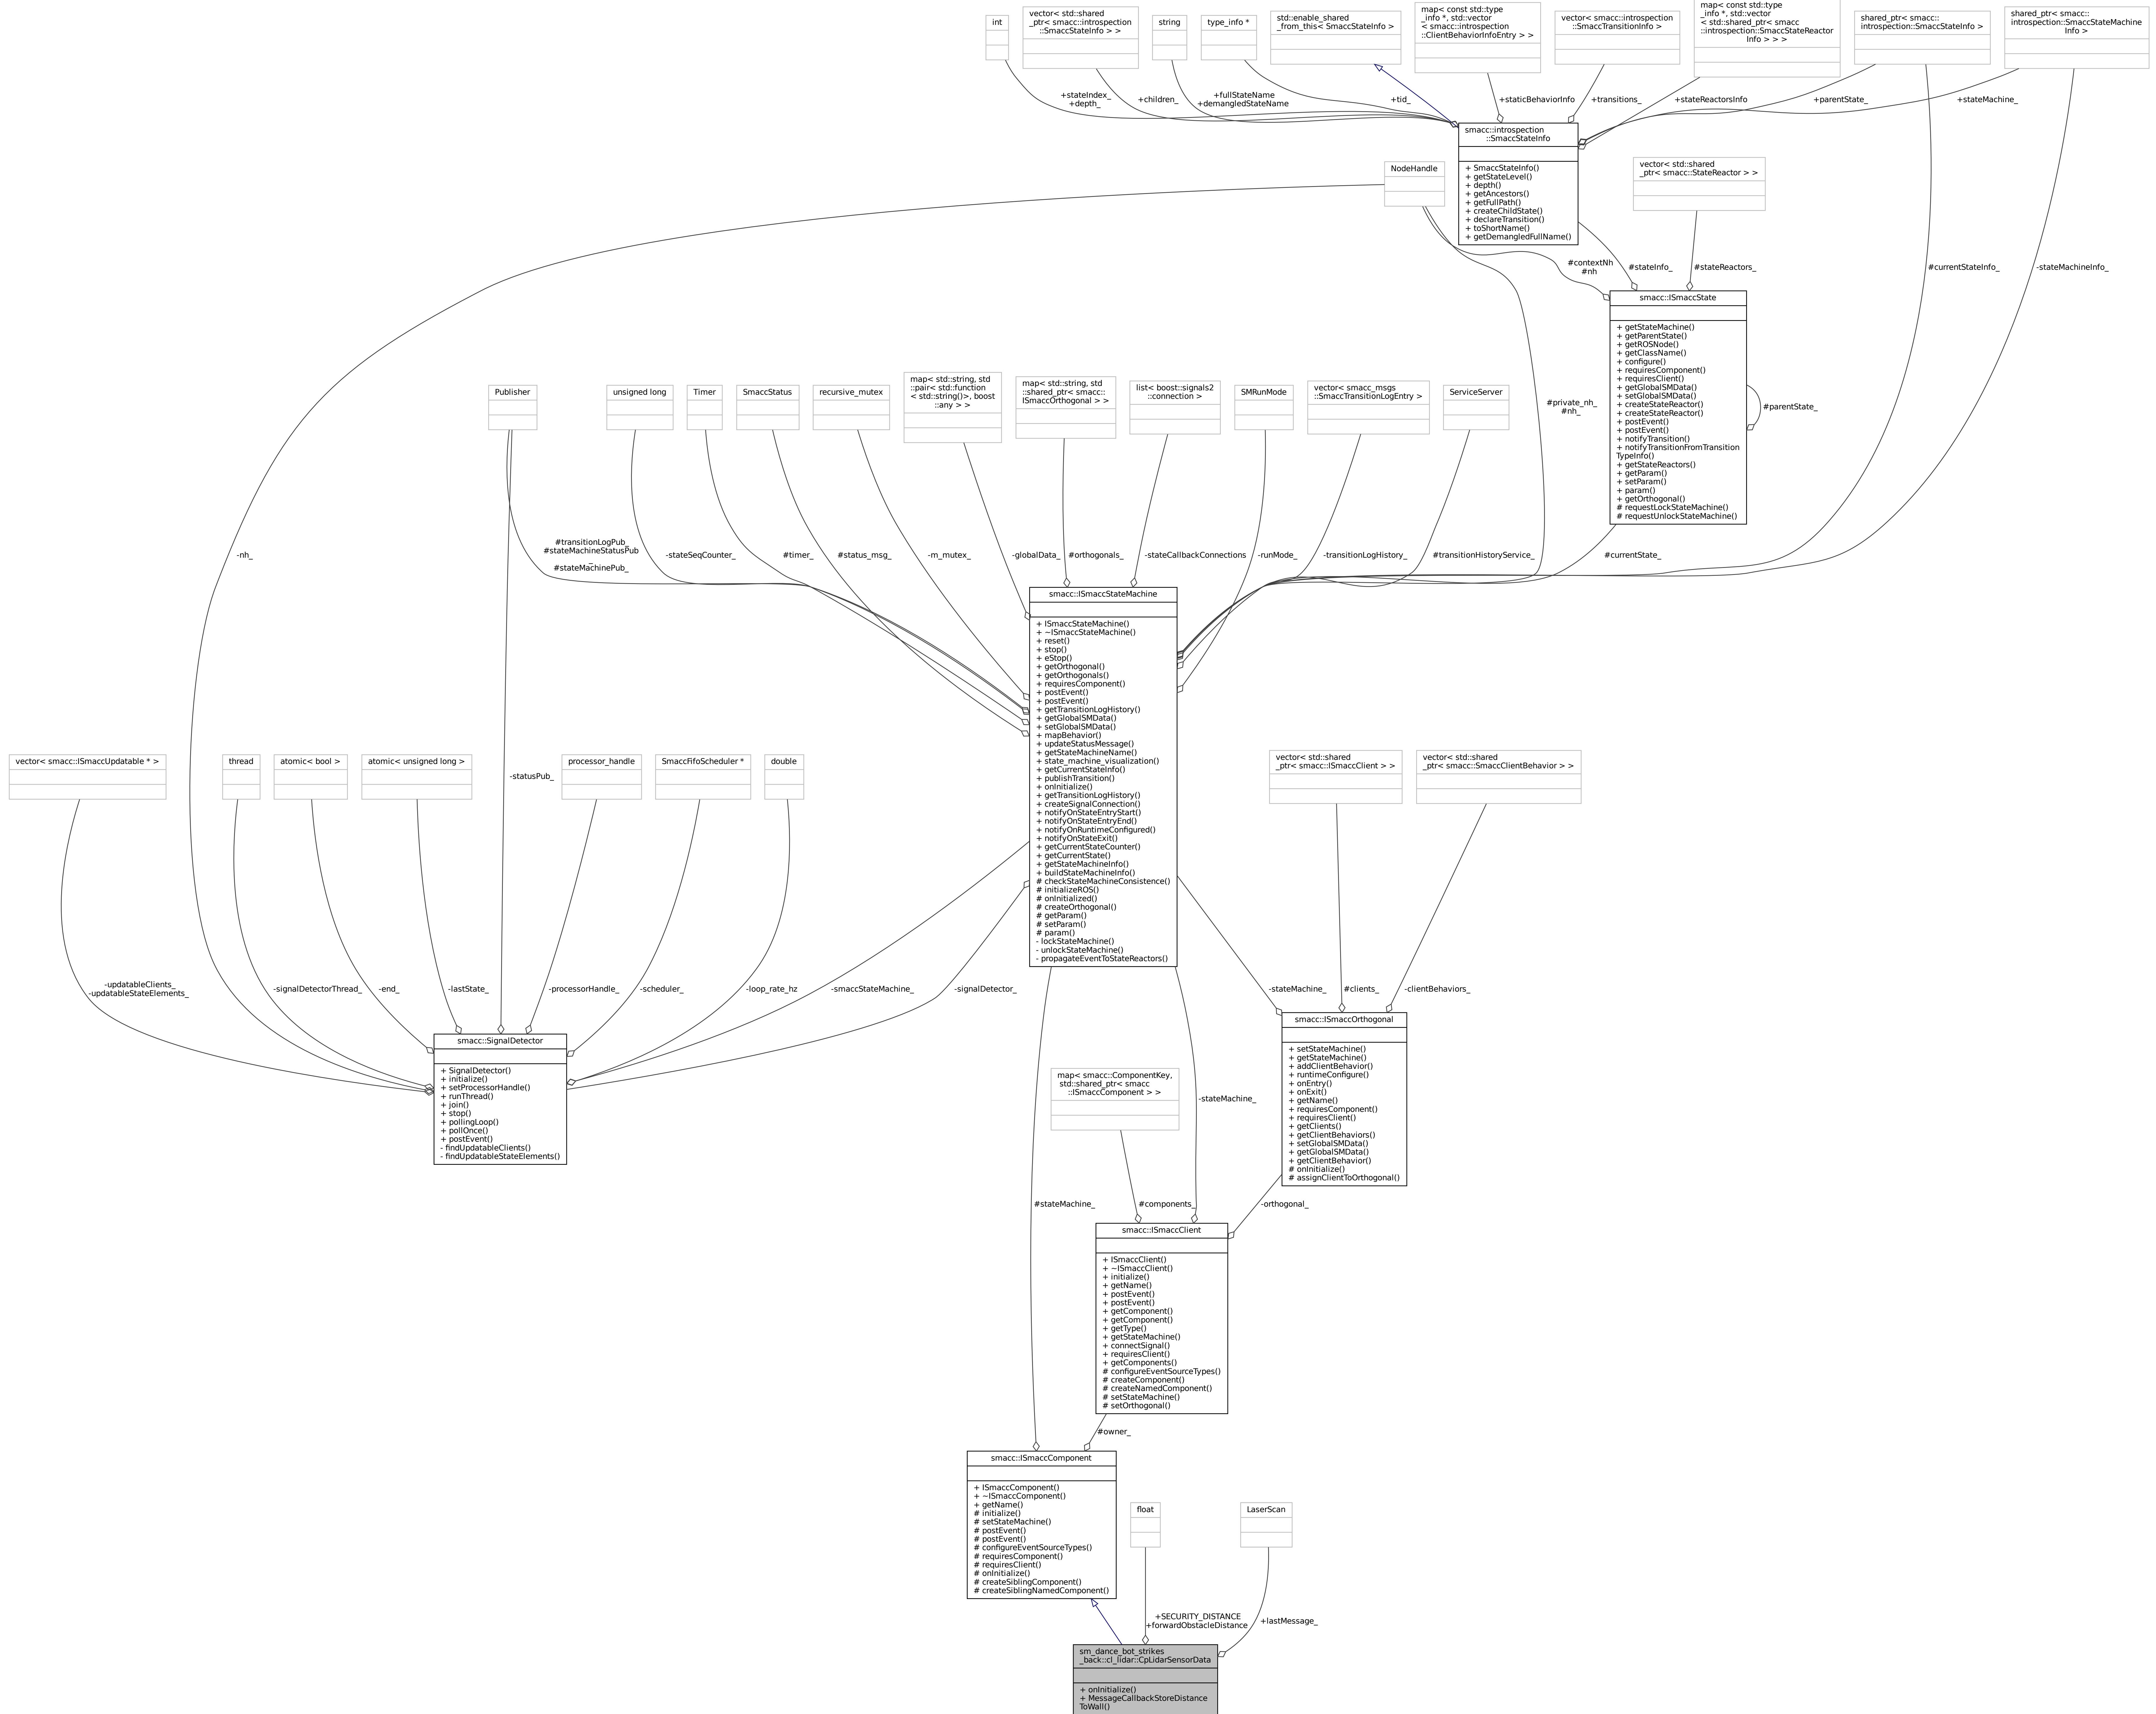 int
vector< std::shared
_ptr< smacc::introspection
::SmaccStateInfo > >
string
type_info *
std::enable_shared
_from_this< SmaccStateInfo >
map< const std::type
_info *, std::vector
< smacc::introspection
::ClientBehaviorInfoEntry > >
vector< smacc::introspection
::SmaccTransitionInfo >
map< const std::type
_info *, std::vector
< std::shared_ptr< smacc
::introspection::SmaccStateReactor
Info > > >
shared_ptr< smacc::
introspection::SmaccStateInfo >
shared_ptr< smacc::
introspection::SmaccStateMachine
Info >
+stateIndex_
+depth_
+children_
+fullStateName
+demangledStateName
+tid_
+staticBehaviorInfo
+transitions_
+stateReactorsInfo
+parentState_
+stateMachine_
smacc::introspection
::SmaccStateInfo
+ SmaccStateInfo()
+ getStateLevel()
+ depth()
+ getAncestors()
+ getFullPath()
+ createChildState()
+ declareTransition()
+ toShortName()
+ getDemangledFullName()
NodeHandle
vector< std::shared
_ptr< smacc::StateReactor > >
#contextNh
#nh
#stateInfo_
#stateReactors_
#currentStateInfo_
-stateMachineInfo_
smacc::ISmaccState
+ getStateMachine()
+ getParentState()
+ getROSNode()
+ getClassName()
+ configure()
+ requiresComponent()
+ requiresClient()
+ getGlobalSMData()
+ setGlobalSMData()
+ createStateReactor()
+ createStateReactor()
+ postEvent()
+ postEvent()
+ notifyTransition()
+ notifyTransitionFromTransition
TypeInfo()
+ getStateReactors()
+ getParam()
+ setParam()
+ param()
+ getOrthogonal()
# requestLockStateMachine()
# requestUnlockStateMachine()
#parentState_
Publisher
unsigned long
Timer
SmaccStatus
recursive_mutex
map< std::string, std
::pair< std::function
< std::string()>, boost
::any > >
map< std::string, std
::shared_ptr< smacc::
ISmaccOrthogonal > >
list< boost::signals2
::connection >
SMRunMode
vector< smacc_msgs
::SmaccTransitionLogEntry >
ServiceServer
#private_nh_
#nh_
-nh_
#transitionLogPub_
#stateMachineStatusPub
_
#stateMachinePub_
-stateSeqCounter_
#timer_
#status_msg_
-m_mutex_
-globalData_
#orthogonals_
-stateCallbackConnections
-runMode_
-transitionLogHistory_
#transitionHistoryService_
#currentState_
smacc::ISmaccStateMachine
+ ISmaccStateMachine()
+ ~ISmaccStateMachine()
+ reset()
+ stop()
+ eStop()
+ getOrthogonal()
+ getOrthogonals()
+ requiresComponent()
+ postEvent()
+ postEvent()
+ getTransitionLogHistory()
+ getGlobalSMData()
+ setGlobalSMData()
+ mapBehavior()
+ updateStatusMessage()
+ getStateMachineName()
+ state_machine_visualization()
+ getCurrentStateInfo()
+ publishTransition()
+ onInitialize()
+ getTransitionLogHistory()
+ createSignalConnection()
+ notifyOnStateEntryStart()
+ notifyOnStateEntryEnd()
+ notifyOnRuntimeConfigured()
+ notifyOnStateExit()
+ getCurrentStateCounter()
+ getCurrentState()
+ getStateMachineInfo()
+ buildStateMachineInfo()
# checkStateMachineConsistence()
# initializeROS()
# onInitialized()
# createOrthogonal()
# getParam()
# setParam()
# param()
- lockStateMachine()
- unlockStateMachine()
- propagateEventToStateReactors()
vector< smacc::ISmaccUpdatable * >
thread
atomic< bool >
atomic< unsigned long >
-statusPub_
processor_handle
SmaccFifoScheduler *
double
vector< std::shared
_ptr< smacc::ISmaccClient > >
vector< std::shared
_ptr< smacc::SmaccClientBehavior > >
-updatableClients_
-updatableStateElements_
-signalDetectorThread_
-end_
-lastState_
-processorHandle_
-scheduler_
-loop_rate_hz
-smaccStateMachine_
-signalDetector_
-stateMachine_
#clients_
-clientBehaviors_
smacc::SignalDetector
+ SignalDetector()
+ initialize()
+ setProcessorHandle()
+ runThread()
+ join()
+ stop()
+ pollingLoop()
+ pollOnce()
+ postEvent()
- findUpdatableClients()
- findUpdatableStateElements()
smacc::ISmaccOrthogonal
+ setStateMachine()
+ getStateMachine()
+ addClientBehavior()
+ runtimeConfigure()
+ onEntry()
+ onExit()
+ getName()
+ requiresComponent()
+ requiresClient()
+ getClients()
+ getClientBehaviors()
+ setGlobalSMData()
+ getGlobalSMData()
+ getClientBehavior()
# onInitialize()
# assignClientToOrthogonal()
map< smacc::ComponentKey,
std::shared_ptr< smacc
::ISmaccComponent > >
-stateMachine_
#stateMachine_
#components_
-orthogonal_
smacc::ISmaccClient
+ ISmaccClient()
+ ~ISmaccClient()
+ initialize()
+ getName()
+ postEvent()
+ postEvent()
+ getComponent()
+ getComponent()
+ getType()
+ getStateMachine()
+ connectSignal()
+ requiresClient()
+ getComponents()
# configureEventSourceTypes()
# createComponent()
# createNamedComponent()
# setStateMachine()
# setOrthogonal()
#owner_
smacc::ISmaccComponent
+ ISmaccComponent()
+ ~ISmaccComponent()
+ getName()
# initialize()
# setStateMachine()
# postEvent()
# postEvent()
# configureEventSourceTypes()
# requiresComponent()
# requiresClient()
# onInitialize()
# createSiblingComponent()
# createSiblingNamedComponent()
float
LaserScan
+SECURITY_DISTANCE
+forwardObstacleDistance
+lastMessage_
sm_dance_bot_strikes
_back::cl_lidar::CpLidarSensorData
+ onInitialize()
+ MessageCallbackStoreDistance
ToWall()